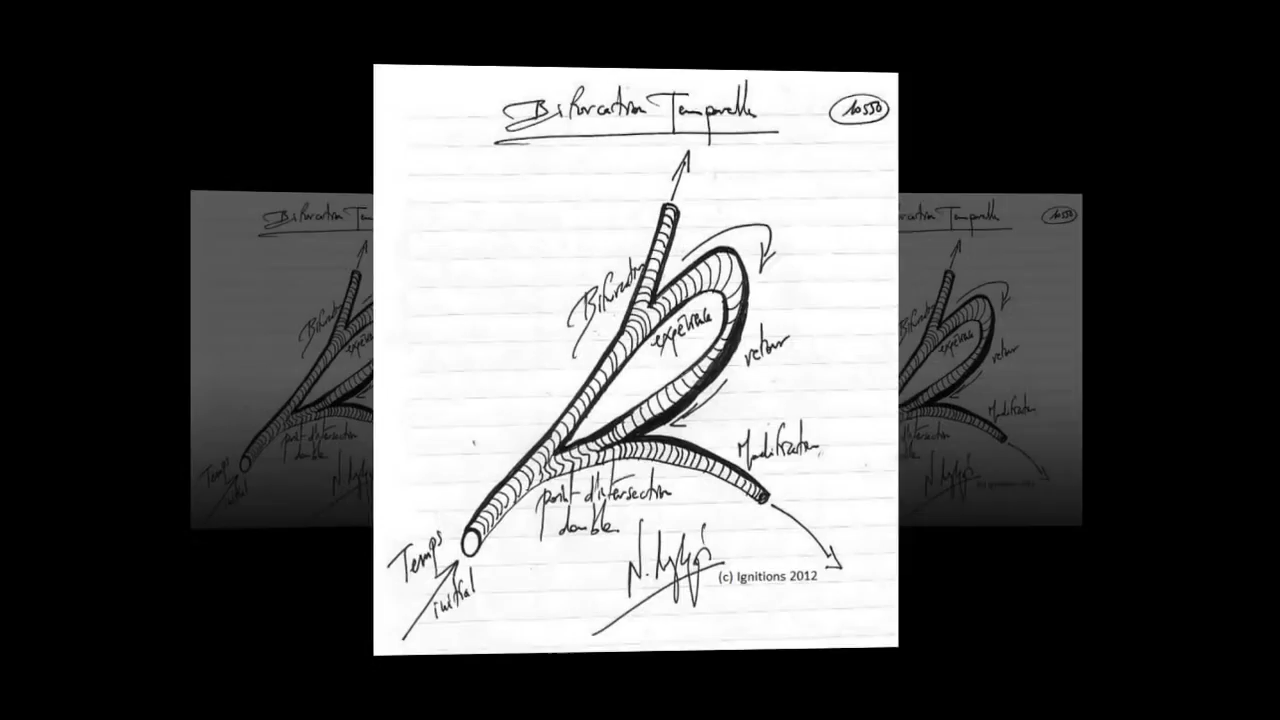 Bifurcation Temporelle
10550
Bifurcation
expérience
retour
Modification
point d'intersection
double
Temps
initial
(c) Ignitions 2012